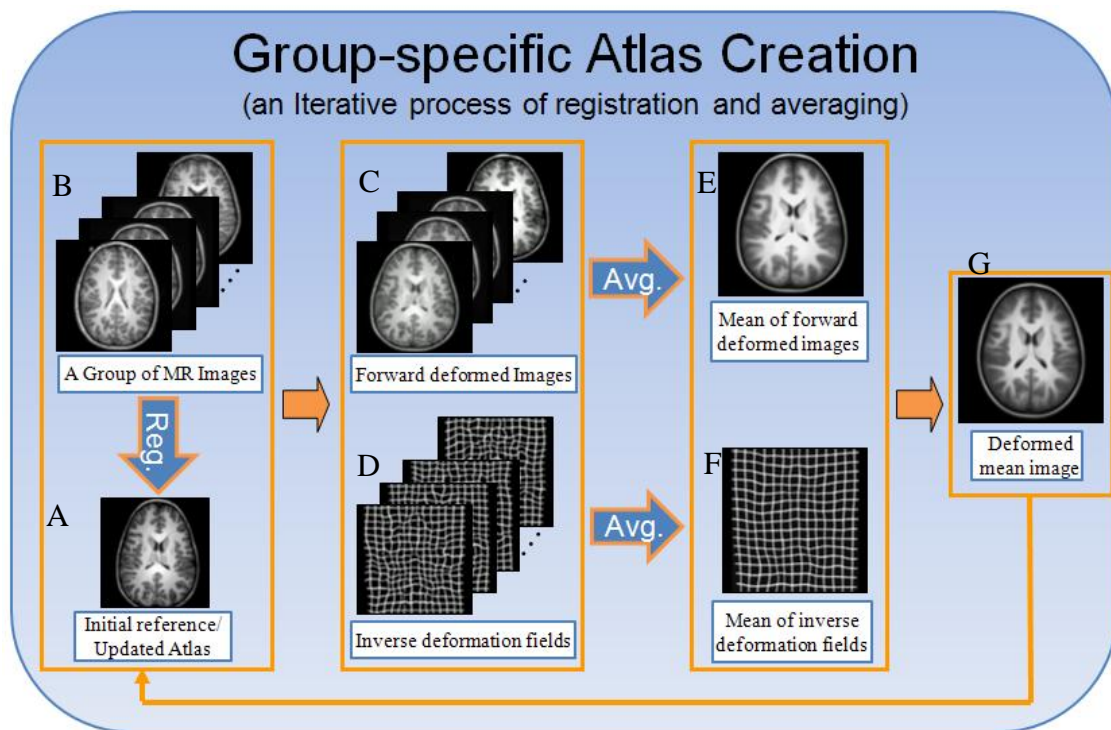 Group-specific Atlas Creation
(an Iterative process of registration and averaging)
B
A Group of MR Images
Reg.
A
Initial reference/
Updated Atlas
C
Forward deformed Images
D
Inverse deformation fields
Avg.
Avg.
E
Mean of forward
deformed images
F
Mean of inverse
deformation fields
G
Deformed
mean image